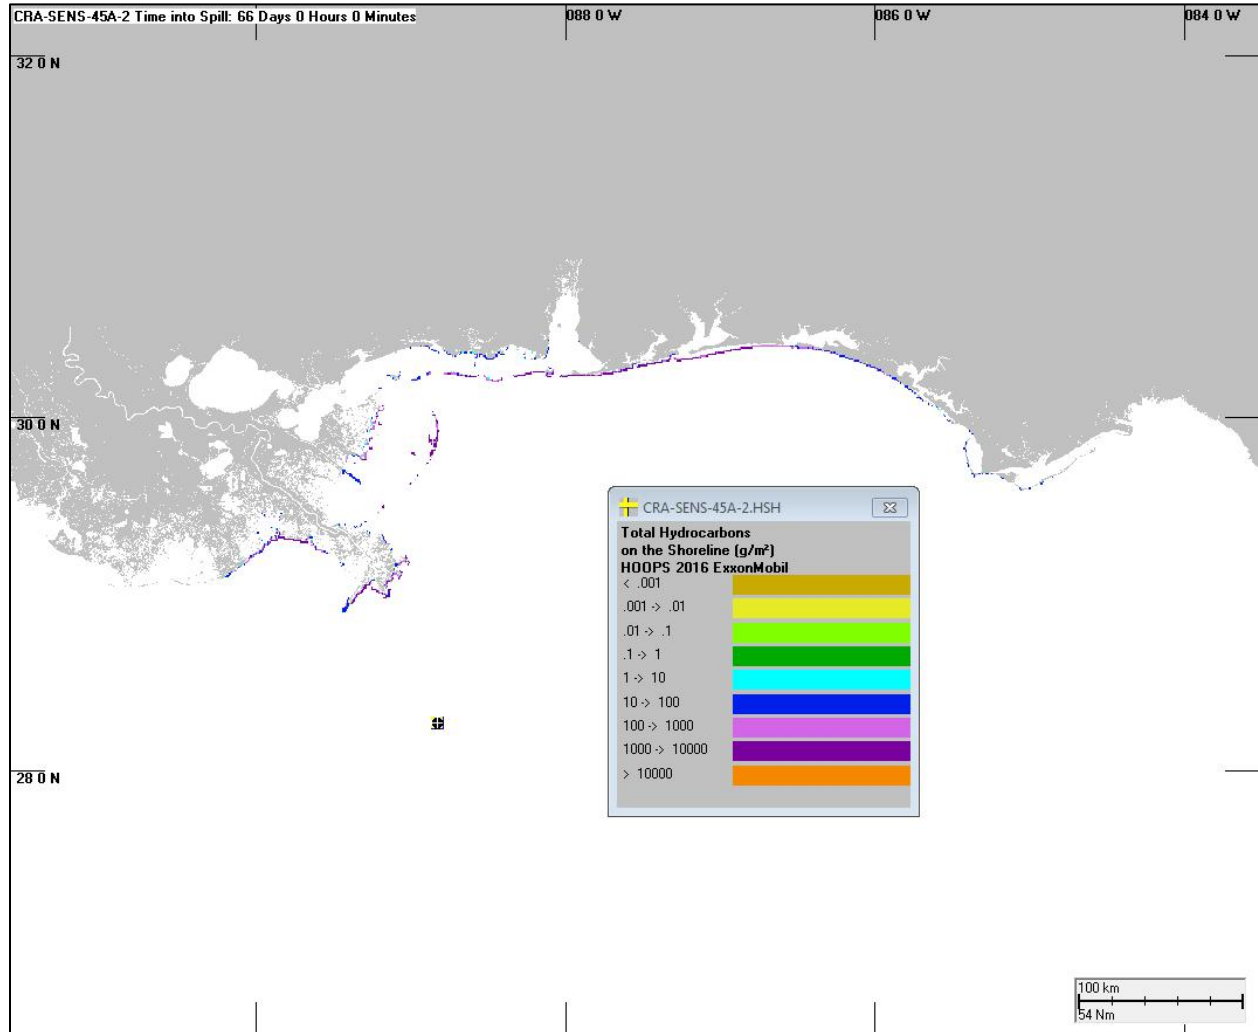 CRA-SENS-45A-2 Time into Spill: 66 Days 0 Hours 0 Minutes
088 0 W
086 0 W
084 0 W
32 0 N
30 0 N
28 0 N
CRA-SENS-45A-2.HSH
Total Hydrocarbons
on the Shoreline (g/m²)
HOOPS 2016 ExxonMobil
< .001
.001 -> .01
.01 -> .1
.1 -> 1
1 -> 10
10 -> 100
100 -> 1000
1000 -> 10000
> 10000
100 km
54 Nm